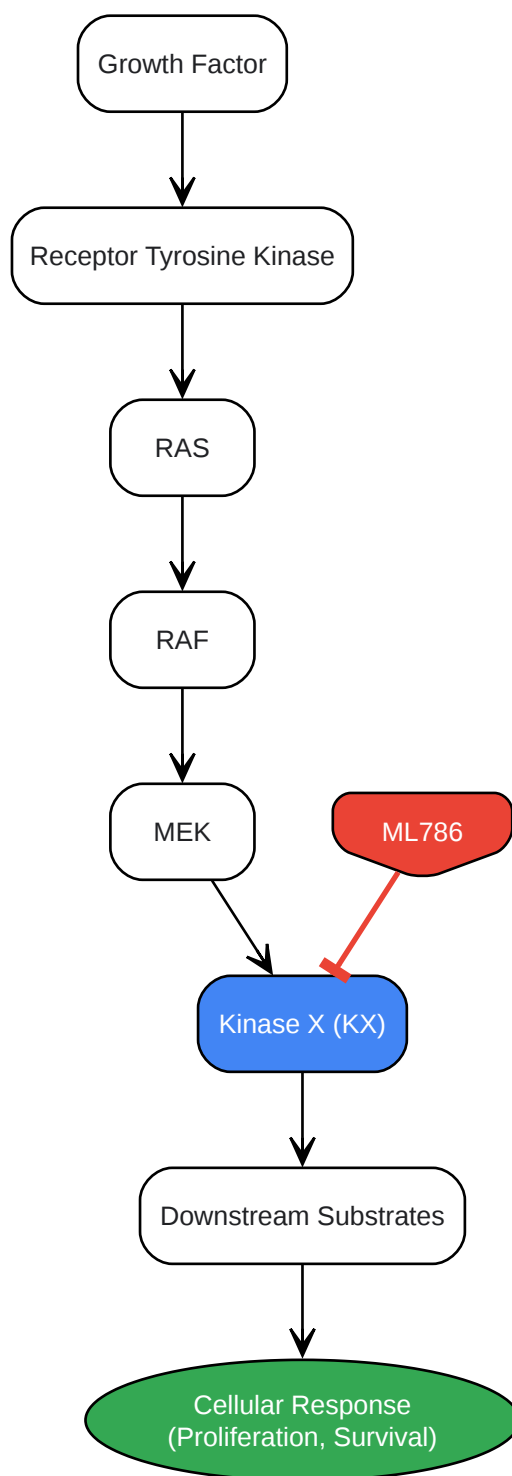 Growth Factor
Receptor Tyrosine Kinase
RAS
RAF
MEK
ML786
Kinase X (KX)
Downstream Substrates
Cellular Response
(Proliferation, Survival)